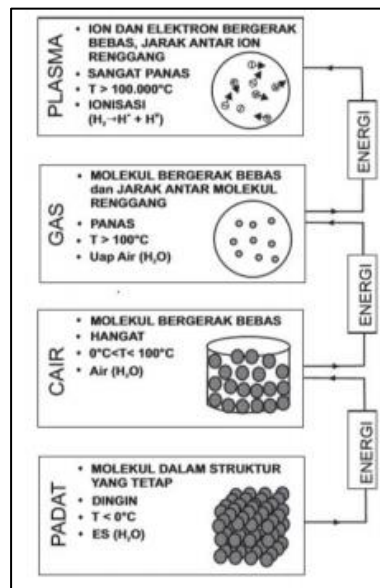 PLASMA
• ION DAN ELEKTRON BERGERAK
BEBAS, JARAK ANTAR ION
RENGGANG
• SANGAT PANAS
• T > 100.000°C
• IONISASI
ENERGI
GAS
• MOLEKUL BERGERAK BEBAS
dan JARAK ANTAR MOLEKUL
RENGGANG
• PANAS
• T > 100°C
• Uap Air (H₂O)
ENERGI
CAIR
• MOLEKUL BERGERAK BEBAS
• HANGAT
• 0°C<T< 100°C
• Air (H₂O)
ENERGI
PADAT
• MOLEKUL DALAM STRUKTUR
YANG TETAP
• DINGIN
• T < 0°C
• ES (H₂O)